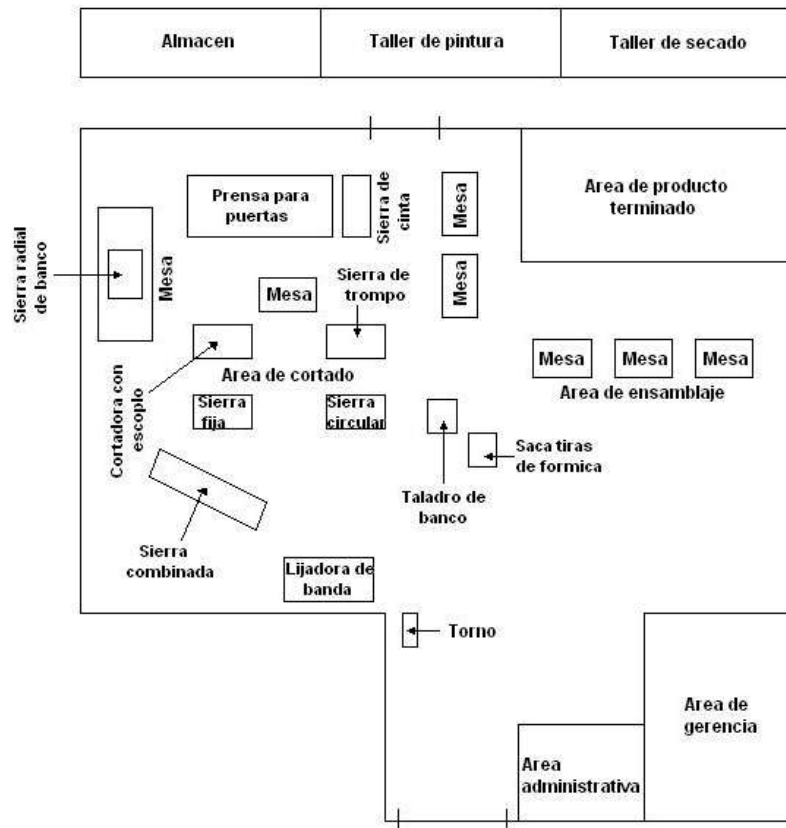 Almacen
Taller de pintura
Taller de secado
Prensa para
puertas
Sierra de
cinta
Mesa
Area de producto
terminado
Sierra radial
de banco
Mesa
Mesa
Sierra de
trompo
Mesa
Mesa
Mesa
Mesa
Cortadora con
escoplo
Area de cortado
Area de ensamblaje
Sierra
fija
Sierra
circular
Saca tiras
de formica
Taladro de
banco
Sierra
combinada
Lijadora de
banda
Torno
Area de
gerencia
Area
administrativa